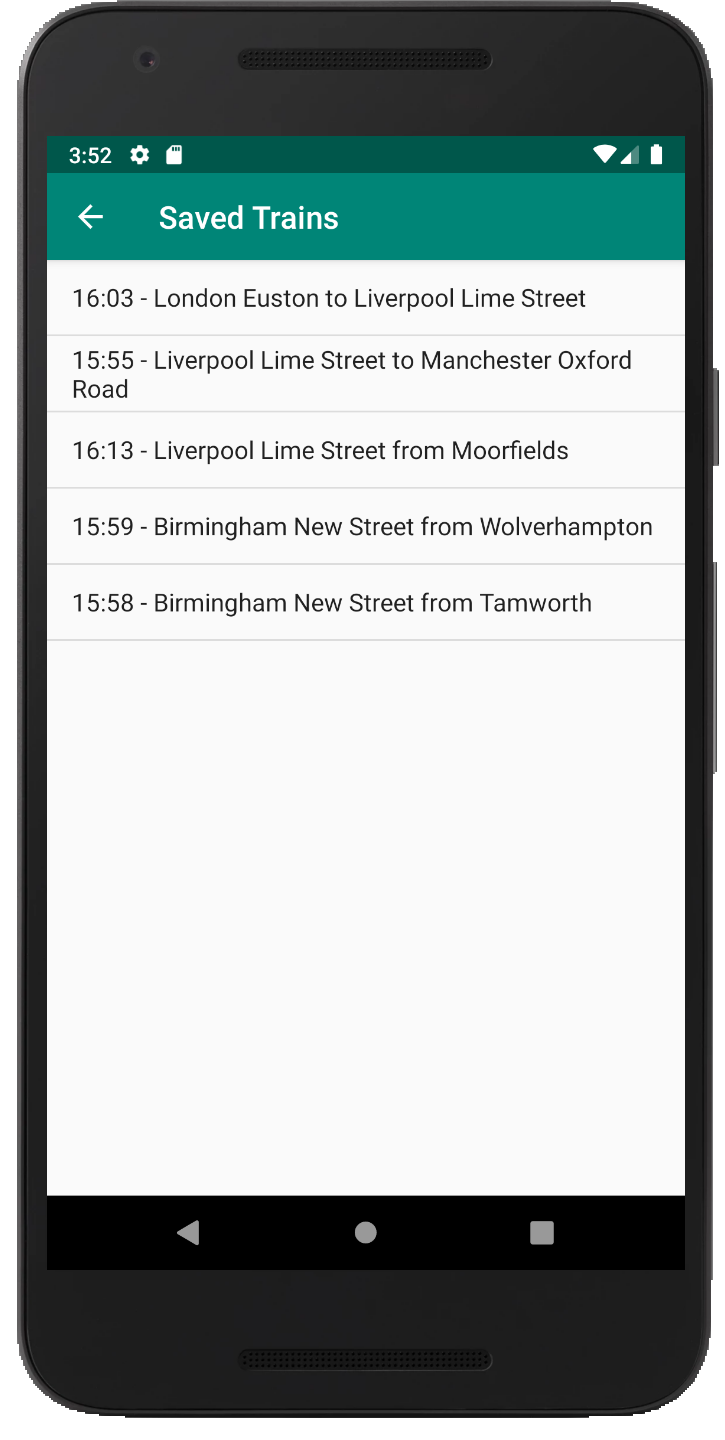 3:52
Saved Trains
16:03 - London Euston to Liverpool Lime Street
15:55 - Liverpool Lime Street to Manchester Oxford
Road
16:13 - Liverpool Lime Street from Moorfields
15:59 - Birmingham New Street from Wolverhampton
15:58 - Birmingham New Street from Tamworth